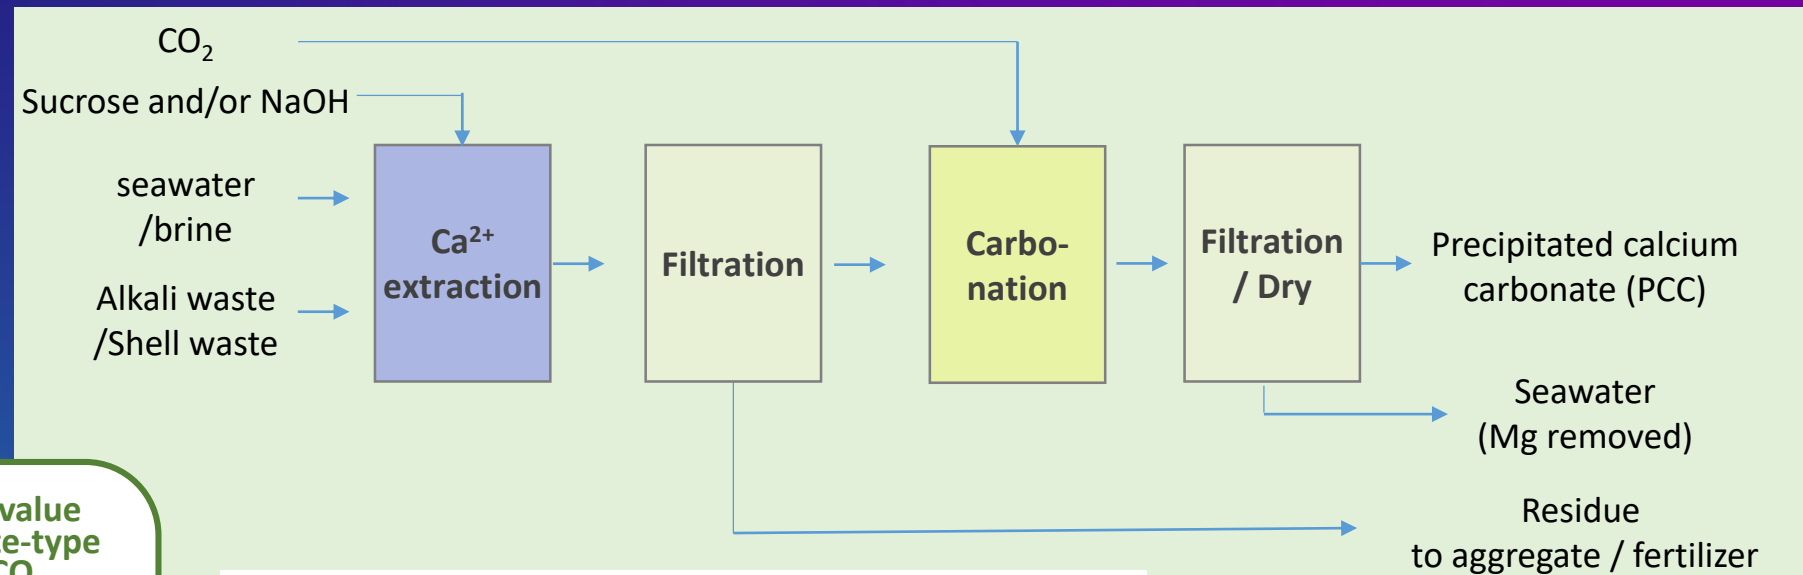 CO₂
Sucrose and/or NaOH
seawater
/brine
Alkali waste
/Shell waste
Ca²⁺
extraction
Filtration
Carbo-
nation
Filtration
/ Dry
Precipitated calcium
carbonate (PCC)
Seawater
(Mg removed)
Residue
to aggregate / fertilizer
value
e-type